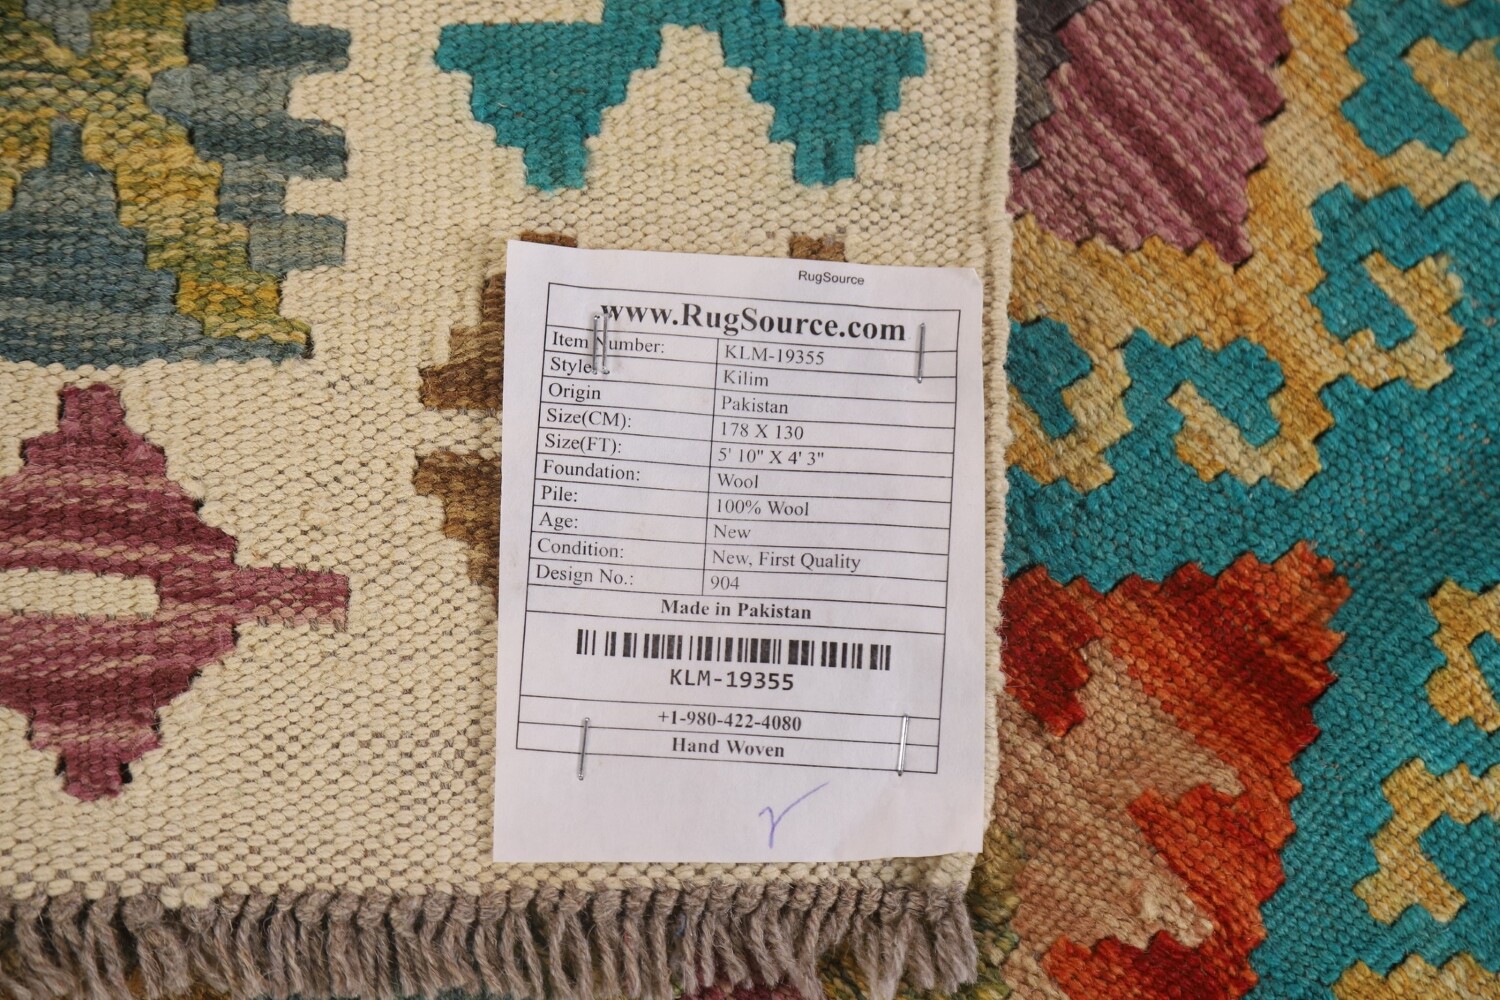 RugSource
www.RugSource.com
Item Number: KLM-19355
Style: Kilim
Origin Pakistan
Size(CM): 178 X 130
Size(FT): 5' 10" X 4' 3"
Foundation: Wool
Pile: 100% Wool
Age: New
Condition: New, First Quality
Design No.: 904
Made in Pakistan
KLM-19355
+1-980-422-4080
Hand Woven